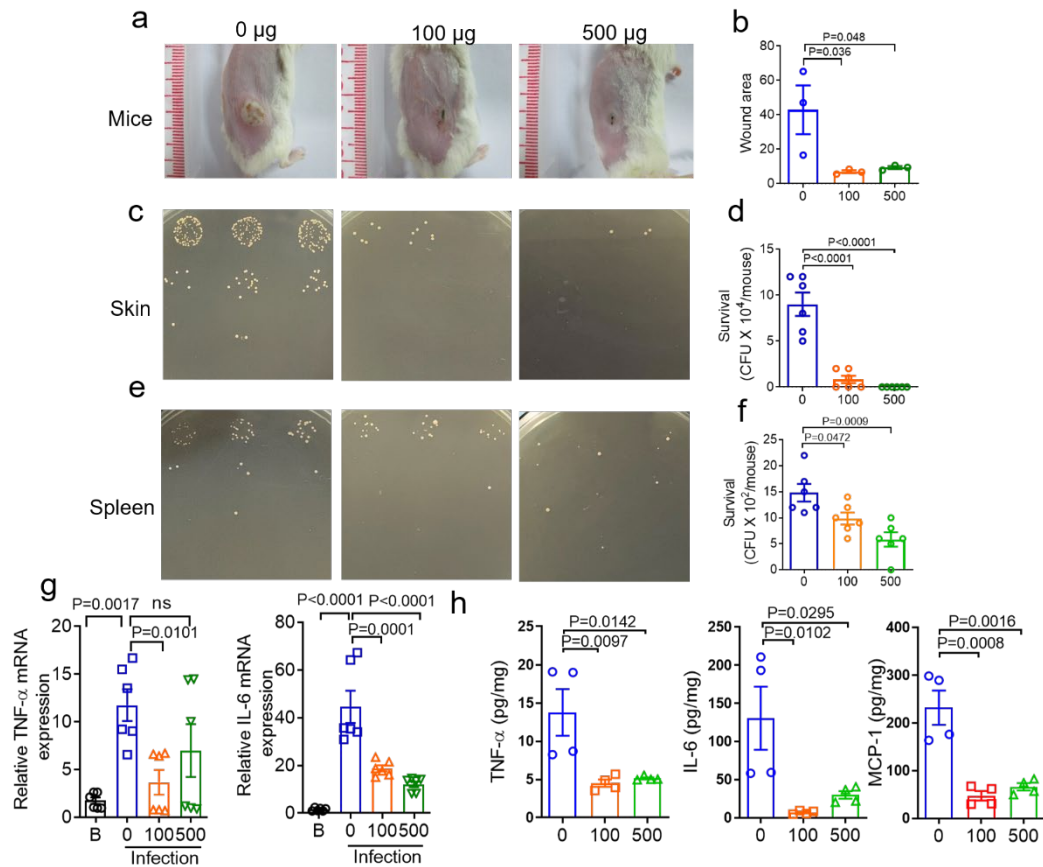 a
0 µg
100 µg
500 µg
Mice
b
P=0.048
P=0.036
Wound area
80
60
40
20
0
0
100
500
c
Skin
d
P<0.0001
P<0.0001
Survival
(CFU X 10⁴/mouse)
15
10
5
0
0
100
500
e
Spleen
f
P=0.0009
P=0.0472
Survival
(CFU X 10²/mouse)
25
20
15
10
5
0
0
100
500
g
P=0.0017
ns
P=0.0101
Relative TNF-α mRNA
expression
20
15
10
5
0
B
0
100
500
Infection
P<0.0001
P<0.0001
P=0.0001
Relative IL-6 mRNA
expression
80
60
40
20
0
B
0
100
500
Infection
h
P=0.0142
P=0.0097
TNF-α (pg/mg)
25
20
15
10
5
0
0
100
500
P=0.0295
P=0.0102
IL-6 (pg/mg)
250
200
150
100
50
0
0
100
500
P=0.0016
P=0.0008
MCP-1 (pg/mg)
400
300
200
100
0
0
100
500